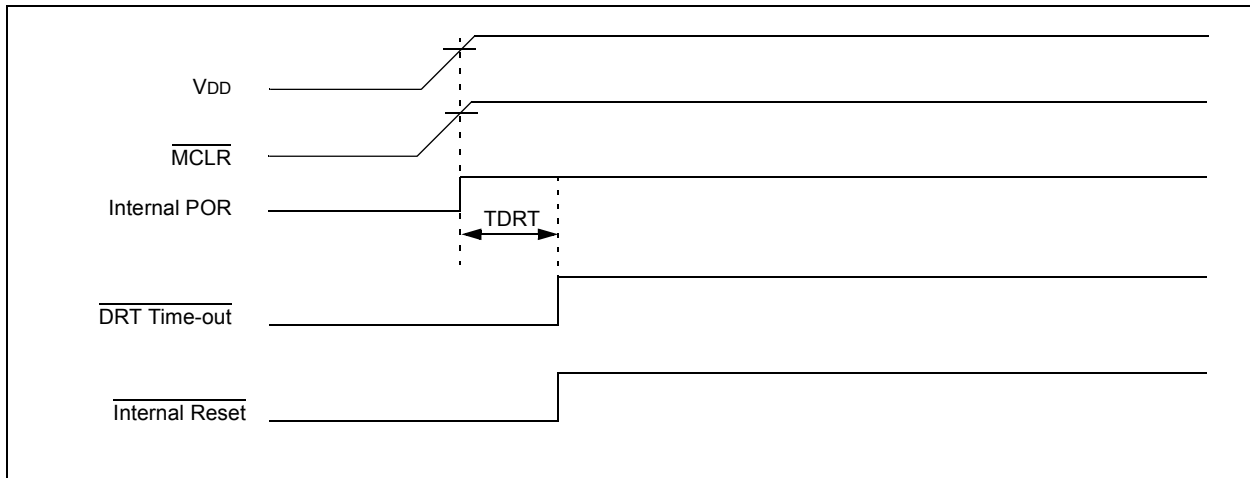 VDD
MCLR
Internal POR
TDRT
DRT Time-out
Internal Reset